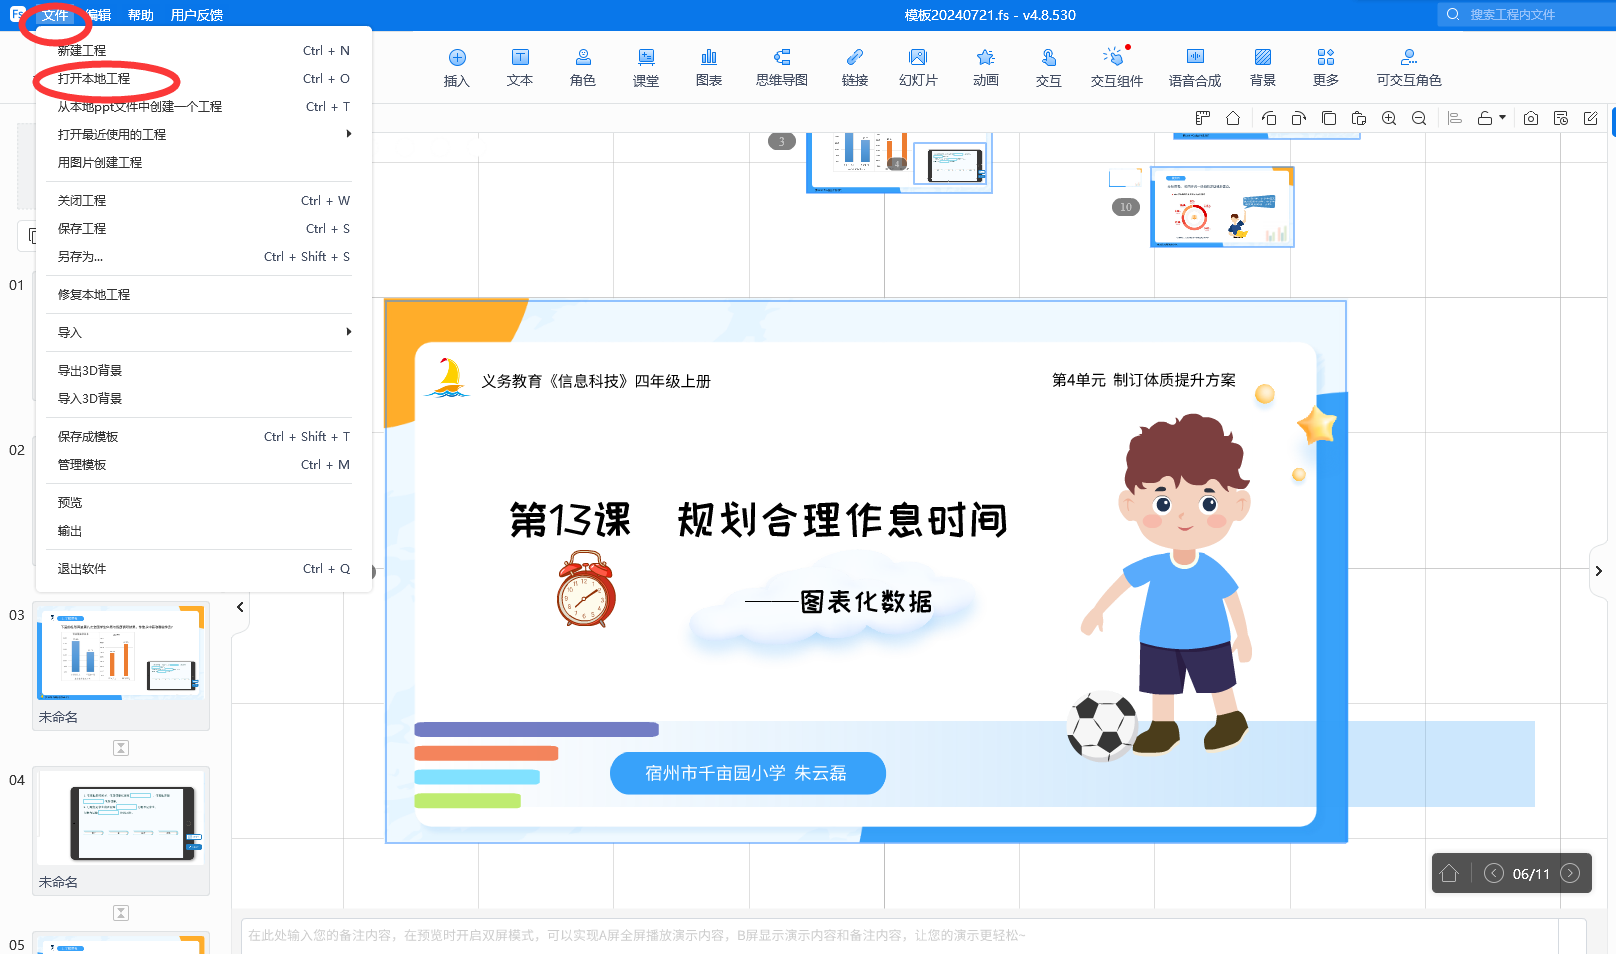 Fs 文件 编辑 帮助 用户反馈
模板20240721.fs - v4.8.530
搜索工程内文件
新建工程 Ctrl + N
打开本地工程 Ctrl + O
从本地ppt文件中创建一个工程 Ctrl + T
打开最近使用的工程
用图片创建工程
关闭工程 Ctrl + W
保存工程 Ctrl + S
另存为... Ctrl + Shift + S
修复本地工程
导入
导出3D背景
导入3D背景
保存成模板 Ctrl + Shift + T
管理模板 Ctrl + M
预览
输出
退出软件 Ctrl + Q
插入 文本 角色 课堂 图表 思维导图 链接 幻灯片 动画 交互 交互组件 语音合成 背景 更多 可交互角色
3
4
10
01
02
03
未命名
04
未命名
05
义务教育《信息科技》四年级上册
第4单元 制订体质提升方案
第13课 规划合理作息时间
——图表化数据
宿州市千亩园小学 朱云磊
06/11
在此处输入您的备注内容，在预览时开启双屏模式，可以实现A屏全屏播放演示内容，B屏显示演示内容和备注内容，让您的演示更轻松~